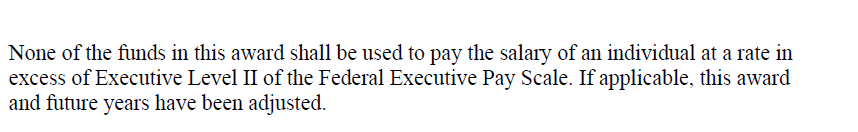 None of the funds in this award shall be used to pay the salary of an individual at a rate in
excess of Executive Level II of the Federal Executive Pay Scale. If applicable, this award
and future years have been adjusted.